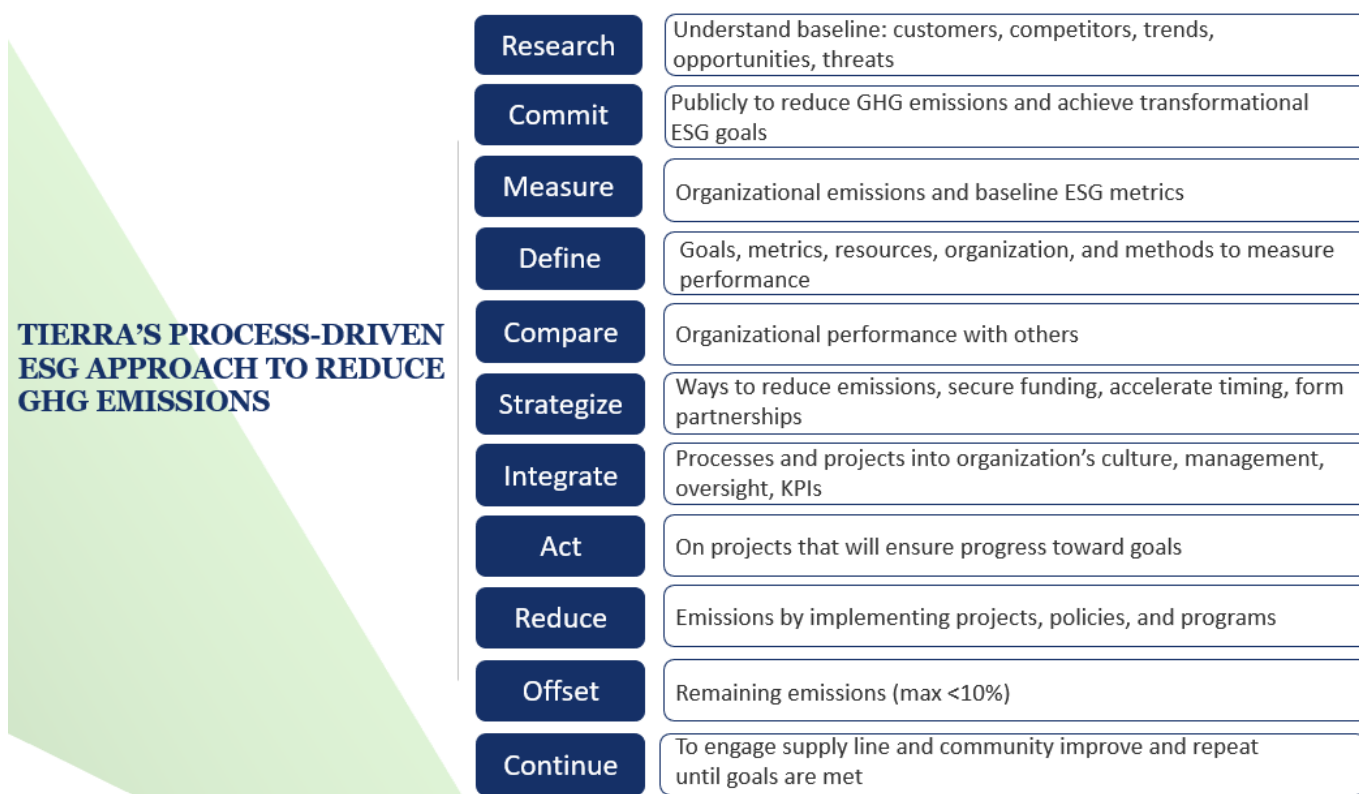 TIERRA’S PROCESS-DRIVEN
ESG APPROACH TO REDUCE
GHG EMISSIONS
Research
Understand baseline: customers, competitors, trends,
opportunities, threats
Commit
Publicly to reduce GHG emissions and achieve transformational
ESG goals
Measure
Organizational emissions and baseline ESG metrics
Define
Goals, metrics, resources, organization, and methods to measure
performance
Compare
Organizational performance with others
Strategize
Ways to reduce emissions, secure funding, accelerate timing, form
partnerships
Integrate
Processes and projects into organization’s culture, management,
oversight, KPIs
Act
On projects that will ensure progress toward goals
Reduce
Emissions by implementing projects, policies, and programs
Offset
Remaining emissions (max <10%)
Continue
To engage supply line and community improve and repeat
until goals are met